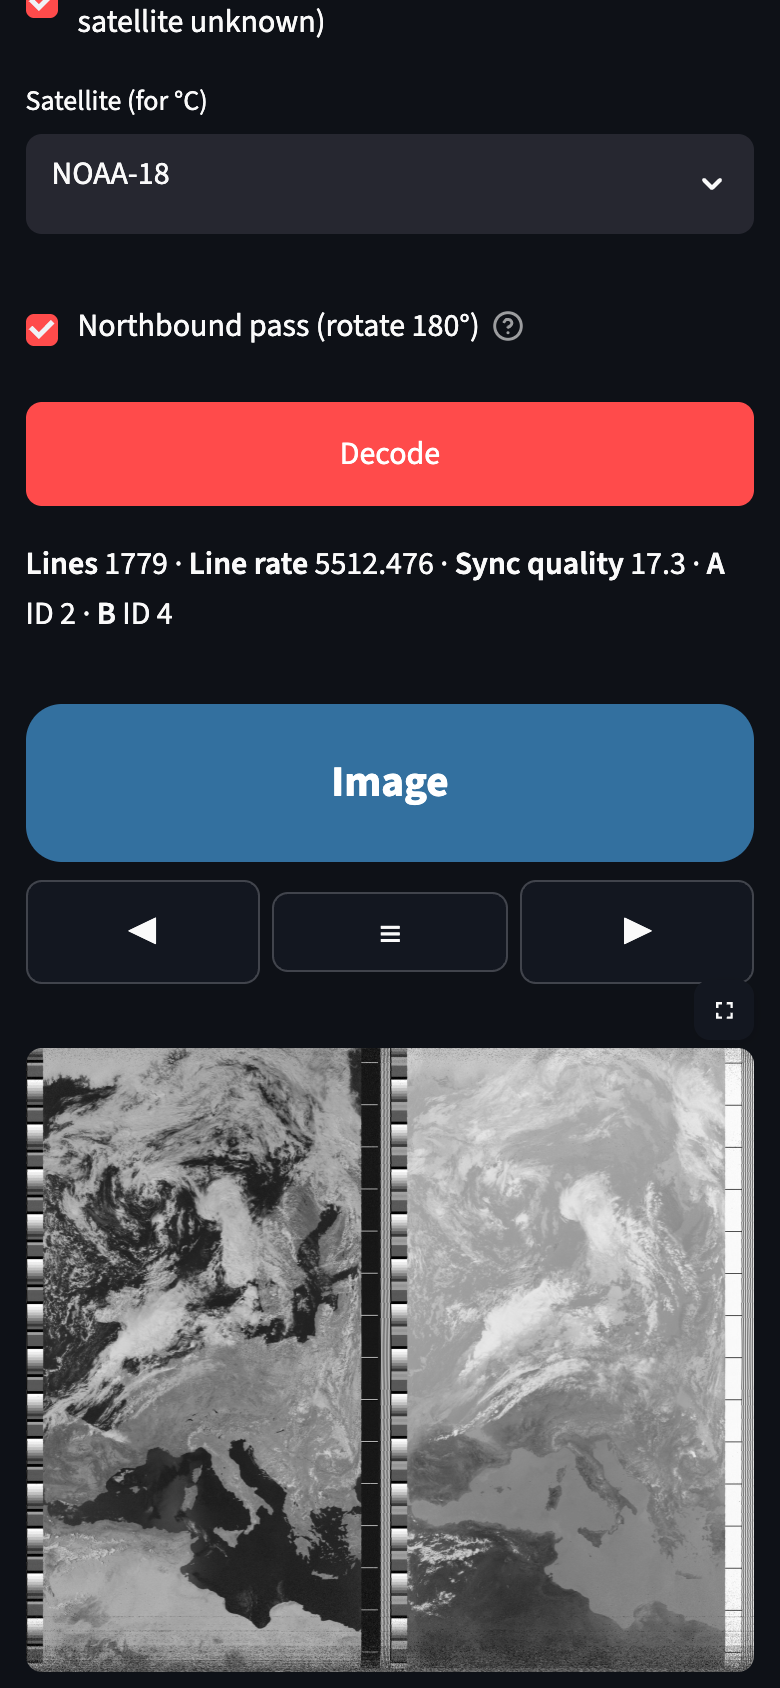 satellite unknown)
Satellite (for °C)
NOAA-18
Northbound pass (rotate 180°)
Decode
Lines 1779 · Line rate 5512.476 · Sync quality 17.3 · A
ID 2 · B ID 4
Image